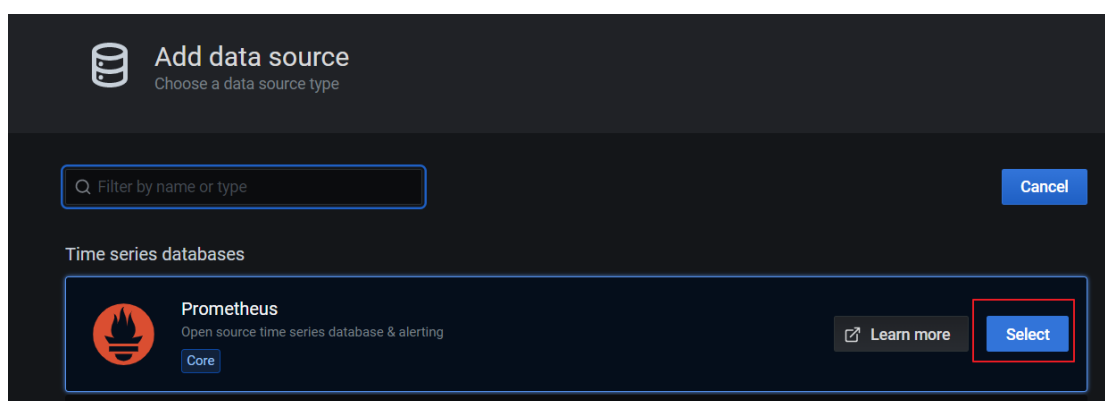 Add data source
Choose a data source type
Filter by name or type
Cancel
Time series databases
Prometheus
Open source time series database & alerting
Core
Learn more
Select